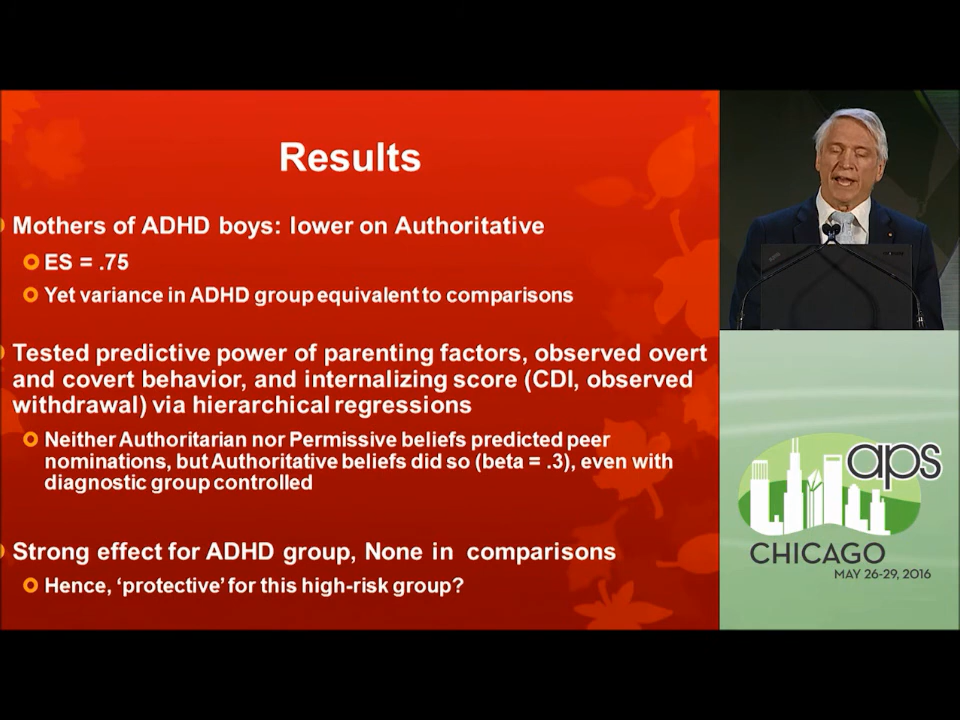 Results
Mothers of ADHD boys: lower on Authoritative
ES = .75
Yet variance in ADHD group equivalent to comparisons
Tested predictive power of parenting factors, observed overt
and covert behavior, and internalizing score (CDI, observed
withdrawal) via hierarchical regressions
Neither Authoritarian nor Permissive beliefs predicted peer
nominations, but Authoritative beliefs did so (beta = .3), even with
diagnostic group controlled
Strong effect for ADHD group, None in comparisons
Hence, ‘protective’ for this high-risk group?
aps
CHICAGO
MAY 26-29, 2016